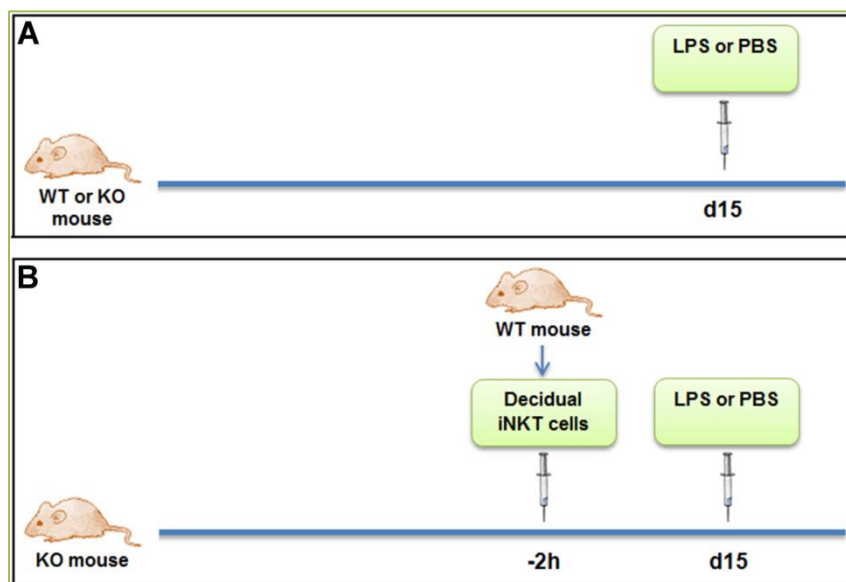 A
LPS or PBS
WT or KO
mouse
d15
B
WT mouse
Decidual
iNKT cells
LPS or PBS
KO mouse
-2h
d15